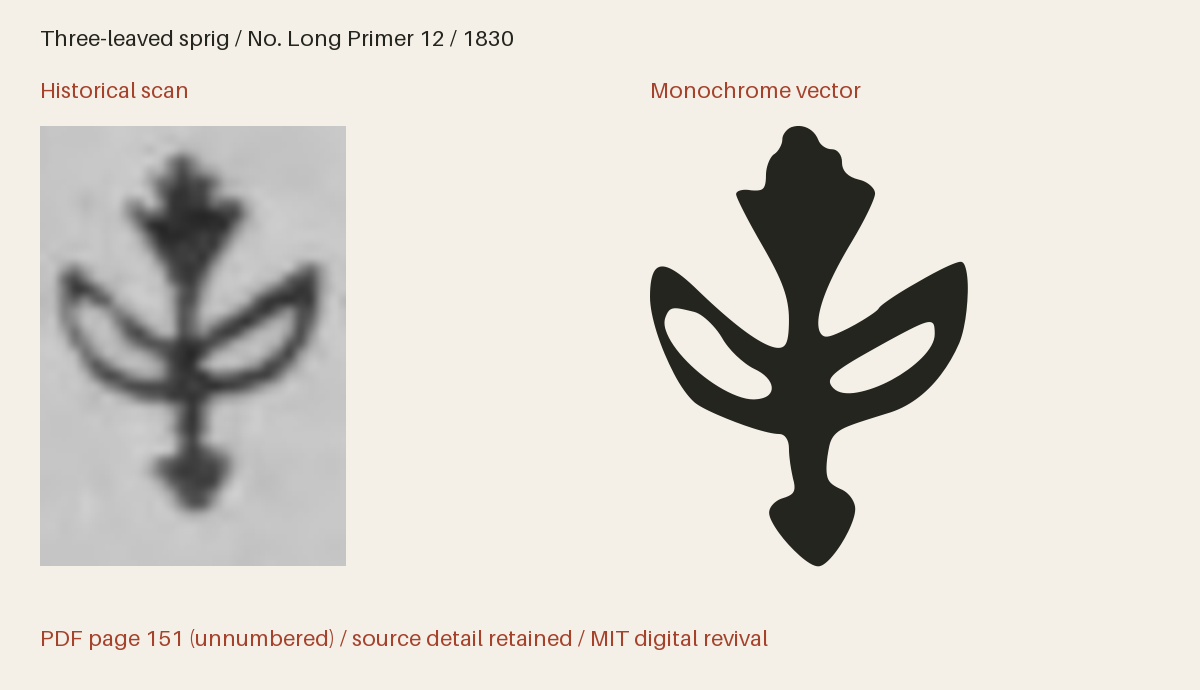 Three-leaved sprig / No. Long Primer 12 / 1830
Historical scan
Monochrome vector
PDF page 151 (unnumbered) / source detail retained / MIT digital revival